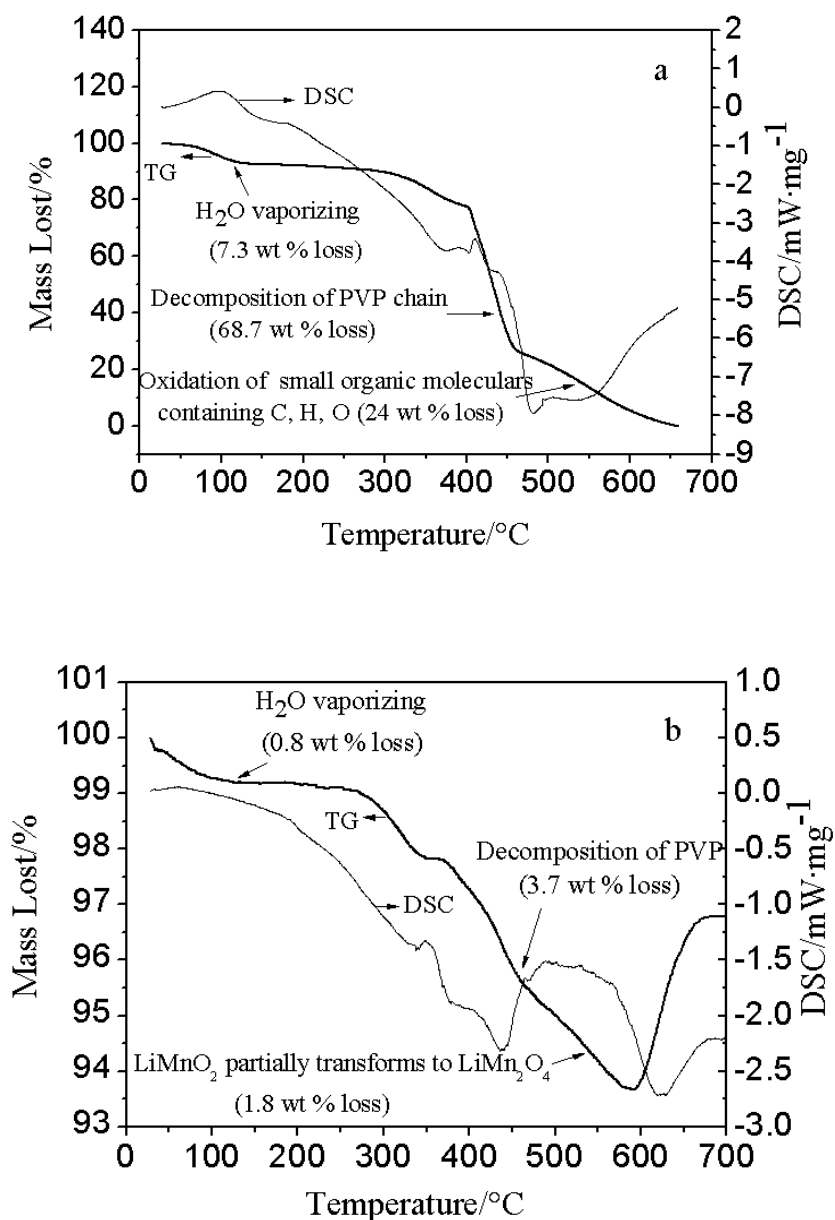 a
DSC
TG
H2O vaporizing
(7.3 wt % loss)
Decomposition of PVP chain
(68.7 wt % loss)
Oxidation of small organic moleculars
containing C, H, O (24 wt % loss)
Mass Lost/%
140
120
100
80
60
40
20
0
DSC/mW·mg-1
2
1
0
-1
-2
-3
-4
-5
-6
-7
-8
-9
0 100 200 300 400 500 600 700
Temperature/°C
b
H2O vaporizing
(0.8 wt % loss)
TG
Decomposition of PVP
(3.7 wt % loss)
DSC
LiMnO2 partially transforms to LiMn2O4
(1.8 wt % loss)
Mass Lost/%
101
100
99
98
97
96
95
94
93
DSC/mW·mg-1
1.0
0.5
0.0
-0.5
-1.0
-1.5
-2.0
-2.5
-3.0
0 100 200 300 400 500 600 700
Temperature/°C